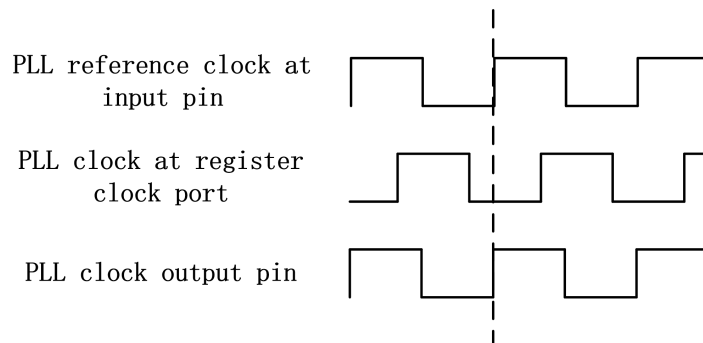 PLL reference clock at
input pin
PLL clock at register
clock port
PLL clock output pin